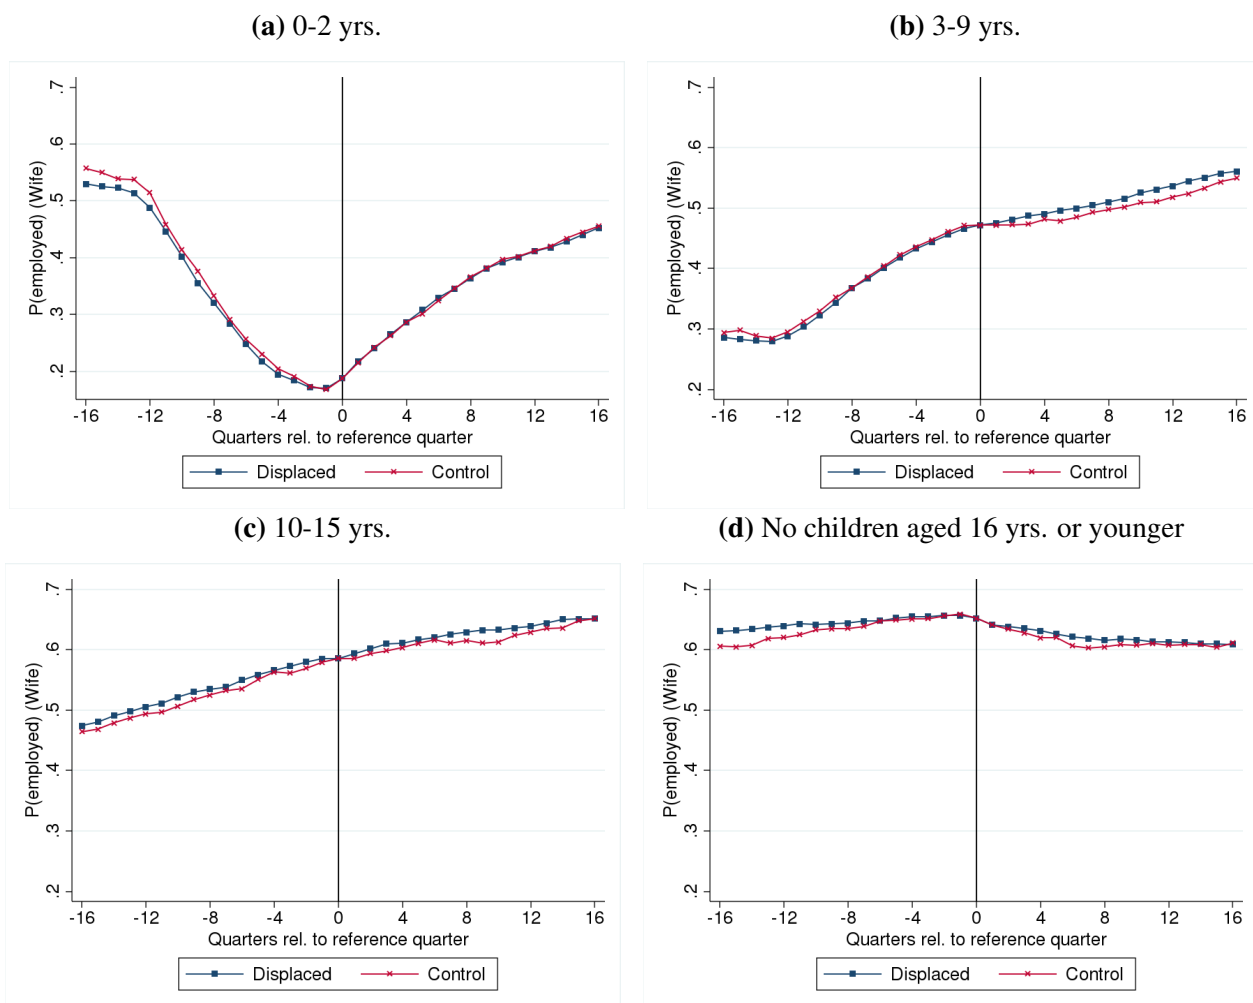 (a) 0-2 yrs.
.7
.6
.5
.4
.3
.2
P(employed) (Wife)
-16 -12 -8 -4 0 4 8 12 16
Quarters rel. to reference quarter
Displaced Control
(b) 3-9 yrs.
.7
.6
.5
.4
.3
.2
P(employed) (Wife)
-16 -12 -8 -4 0 4 8 12 16
Quarters rel. to reference quarter
Displaced Control
(c) 10-15 yrs.
.7
.6
.5
.4
.3
.2
P(employed) (Wife)
-16 -12 -8 -4 0 4 8 12 16
Quarters rel. to reference quarter
Displaced Control
(d) No children aged 16 yrs. or younger
.7
.6
.5
.4
.3
.2
P(employed) (Wife)
-16 -12 -8 -4 0 4 8 12 16
Quarters rel. to reference quarter
Displaced Control